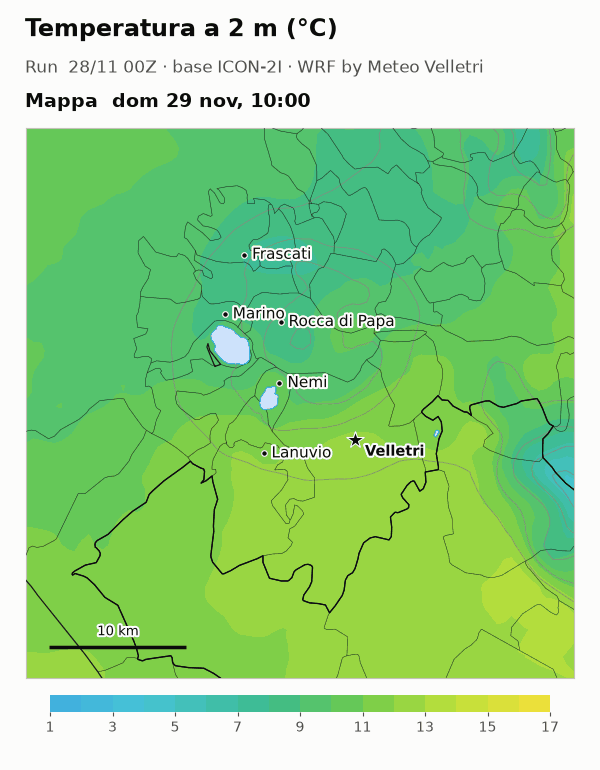 Temperatura a 2 m (°C)
Run  28/11 00Z · base ICON-2I · WRF by Meteo Velletri
Mappa  dom 29 nov, 10:00
Frascati
Marino
Rocca di Papa
Nemi
Velletri
Lanuvio
10 km
1 3 5 7 9 11 13 15 17